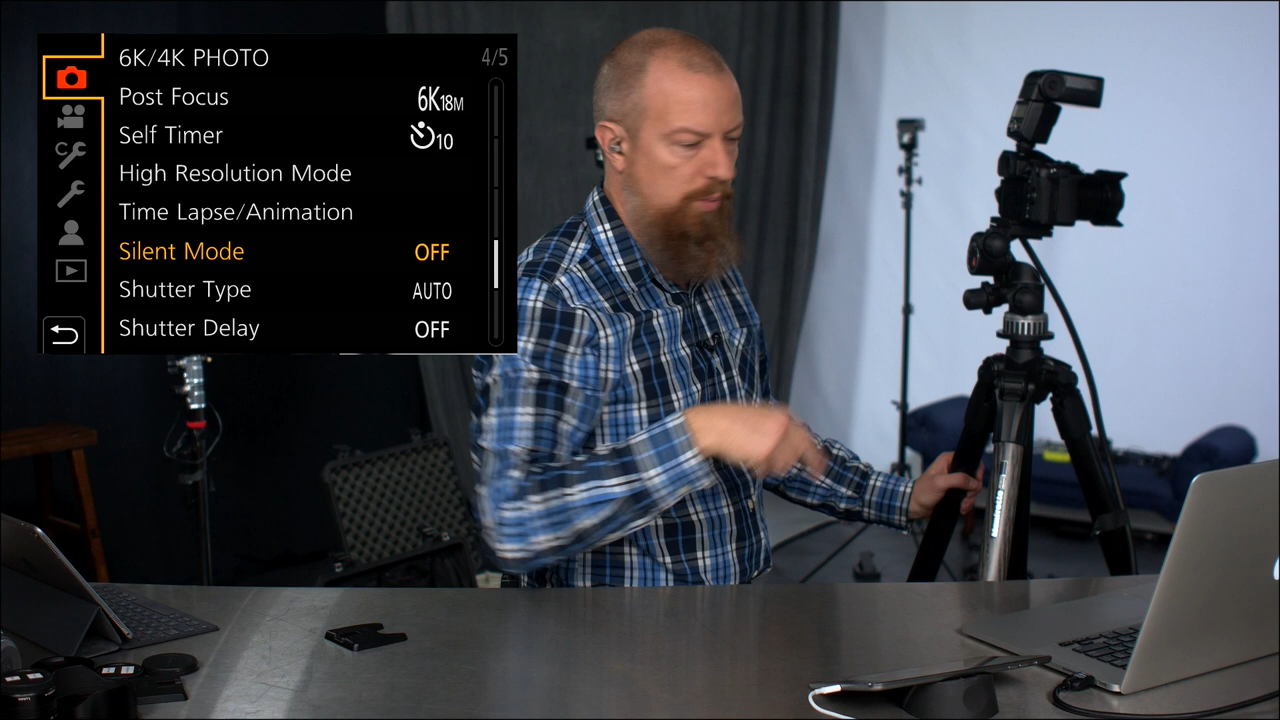 6K/4K PHOTO 4/5
Post Focus 6K18M
Self Timer 10
High Resolution Mode
Time Lapse/Animation
Silent Mode OFF
Shutter Type AUTO
Shutter Delay OFF